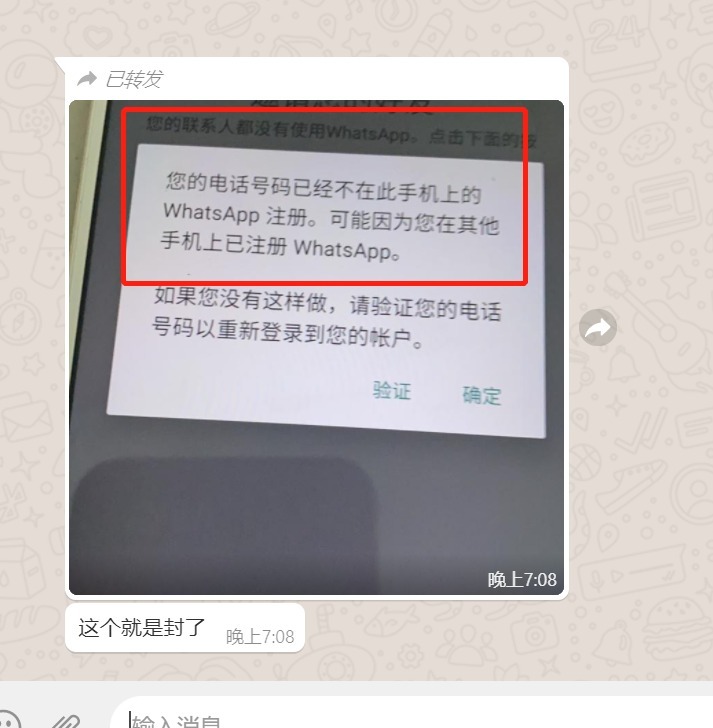 已转发
您的联系人都没有使用WhatsApp。点击下面的按
您的电话号码已经不在此手机上的
WhatsApp 注册。可能因为您在其他
手机上已注册 WhatsApp。
如果您没有这样做，请验证您的电话
号码以重新登录到您的帐户。
验证 确定
晚上7:08
这个就是封了 晚上7:08
输入消息